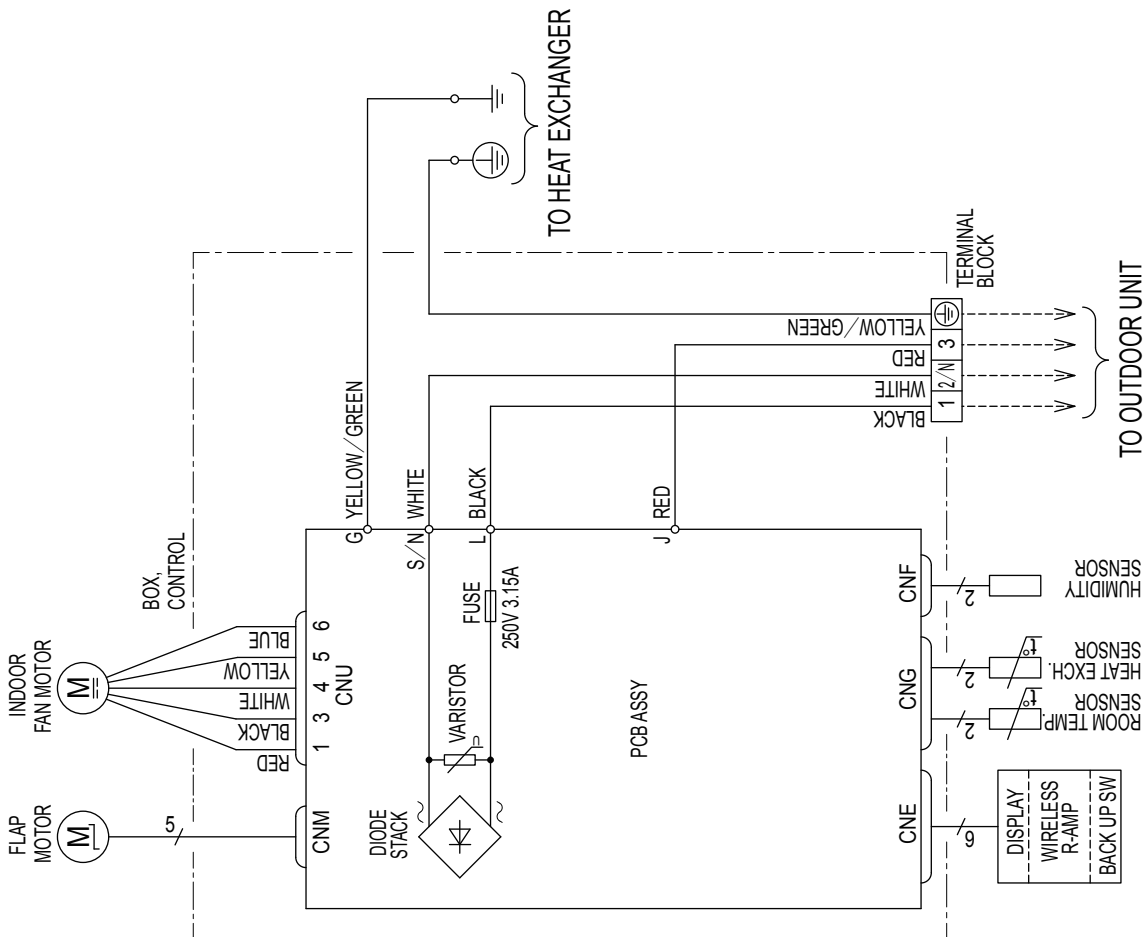 FLAP
MOTOR
M
5
CNM
INDOOR
FAN MOTOR
M
RED
BLACK
WHITE
YELLOW
BLUE
1 3 4 5 6
CNU
BOX,
CONTROL
TO HEAT EXCHANGER
G YELLOW/GREEN
S/N WHITE
L BLACK
J RED
FUSE
250V 3.15A
VARISTOR
n
DIODE
STACK
PCB ASSY
BLACK
WHITE
RED
YELLOW/GREEN
1 2/N 3
TERMINAL
BLOCK
TO OUTDOOR UNIT
CNE
6
DISPLAY
WIRELESS
R-AMP
BACK UP SW
CNG
2
t°
ROOM TEMP.
SENSOR
2
t°
HEAT EXCH.
SENSOR
CNF
2
HUMIDITY
SENSOR